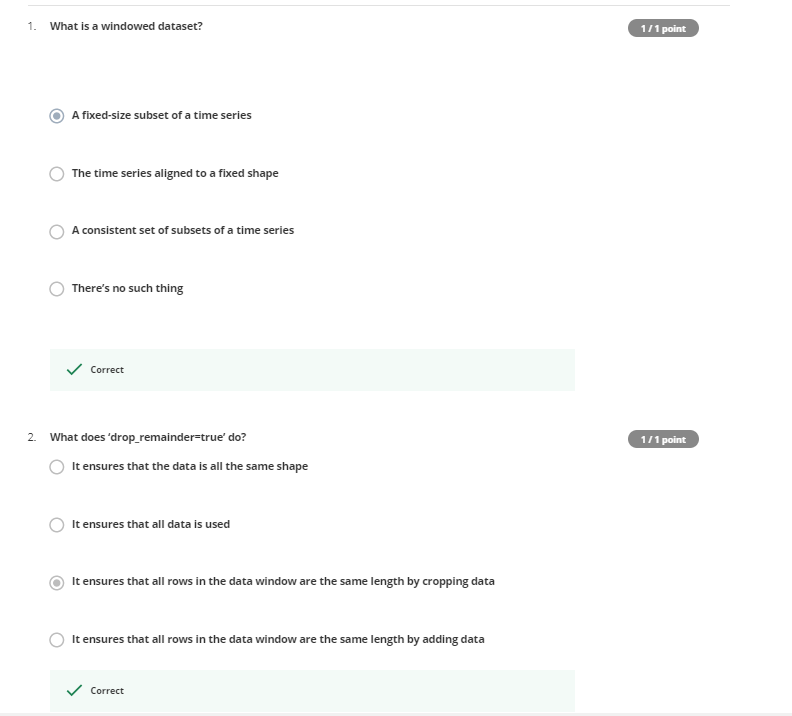 1. What is a windowed dataset?
1 / 1 point
A fixed-size subset of a time series
The time series aligned to a fixed shape
A consistent set of subsets of a time series
There’s no such thing
Correct
2. What does ‘drop_remainder=true’ do?
1 / 1 point
It ensures that the data is all the same shape
It ensures that all data is used
It ensures that all rows in the data window are the same length by cropping data
It ensures that all rows in the data window are the same length by adding data
Correct